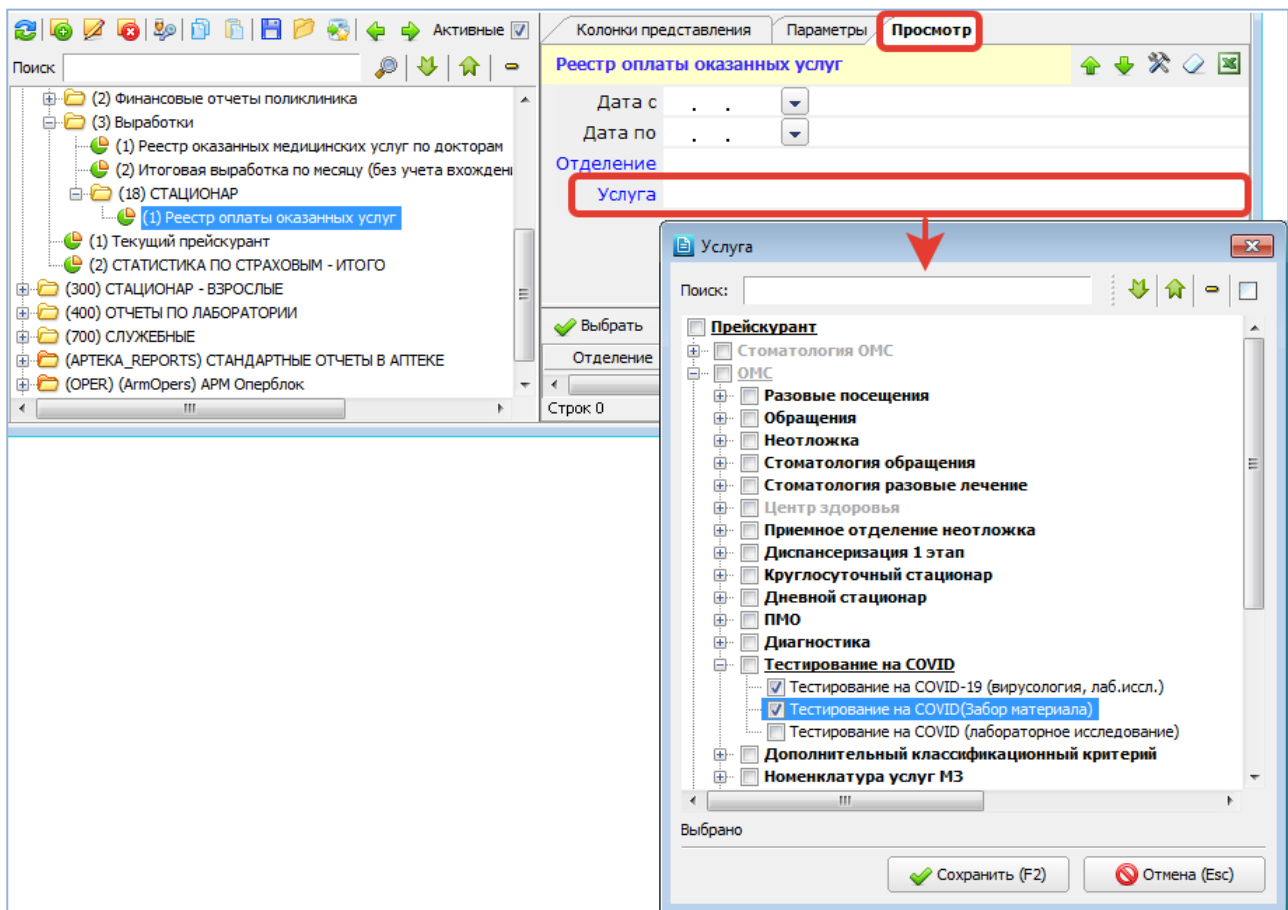 Активные
Поиск
(2) Финансовые отчеты поликлиника
(3) Выработки
(1) Реестр оказанных медицинских услуг по докторам
(2) Итоговая выработка по месяцу (без учета вхожден
(18) СТАЦИОНАР
(1) Реестр оплаты оказанных услуг
(1) Текущий прейскурант
(2) СТАТИСТИКА ПО СТРАХОВЫМ - ИТОГО
(300) СТАЦИОНАР - ВЗРОСЛЫЕ
(400) ОТЧЕТЫ ПО ЛАБОРАТОРИИ
(700) СЛУЖЕБНЫЕ
(APTEKA_REPORTS) СТАНДАРТНЫЕ ОТЧЕТЫ В АПТЕКЕ
(OPER) (ArmOpers) АРМ Оперблок
Колонки представления Параметры Просмотр
Реестр оплаты оказанных услуг
Дата с . .
Дата по . .
Отделение
Услуга
Выбрать
Отделение
Строк 0
Услуга
Поиск:
Прейскурант
Стоматология ОМС
ОМС
Разовые посещения
Обращения
Неотложка
Стоматология обращения
Стоматология разовые лечение
Центр здоровья
Приемное отделение неотложка
Диспансеризация 1 этап
Круглосуточный стационар
Дневной стационар
ПМО
Диагностика
Тестирование на COVID
Тестирование на COVID-19 (вирусология, лаб.иссл.)
Тестирование на COVID(Забор материала)
Тестирование на COVID (лабораторное исследование)
Дополнительный классификационный критерий
Номенклатура услуг МЗ
Выбрано
Сохранить (F2) Отмена (Esc)